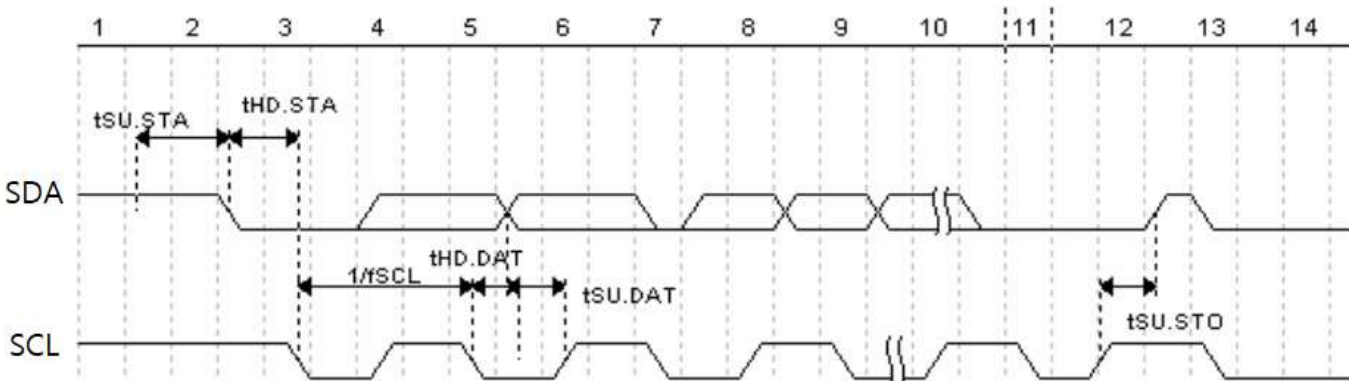 1 2 3 4 5 6 7 8 9 10 11 12 13 14
tHD.STA
tSU.STA
SDA
tHD.DAT
1/fSCL
tSU.DAT
tSU.STO
SCL